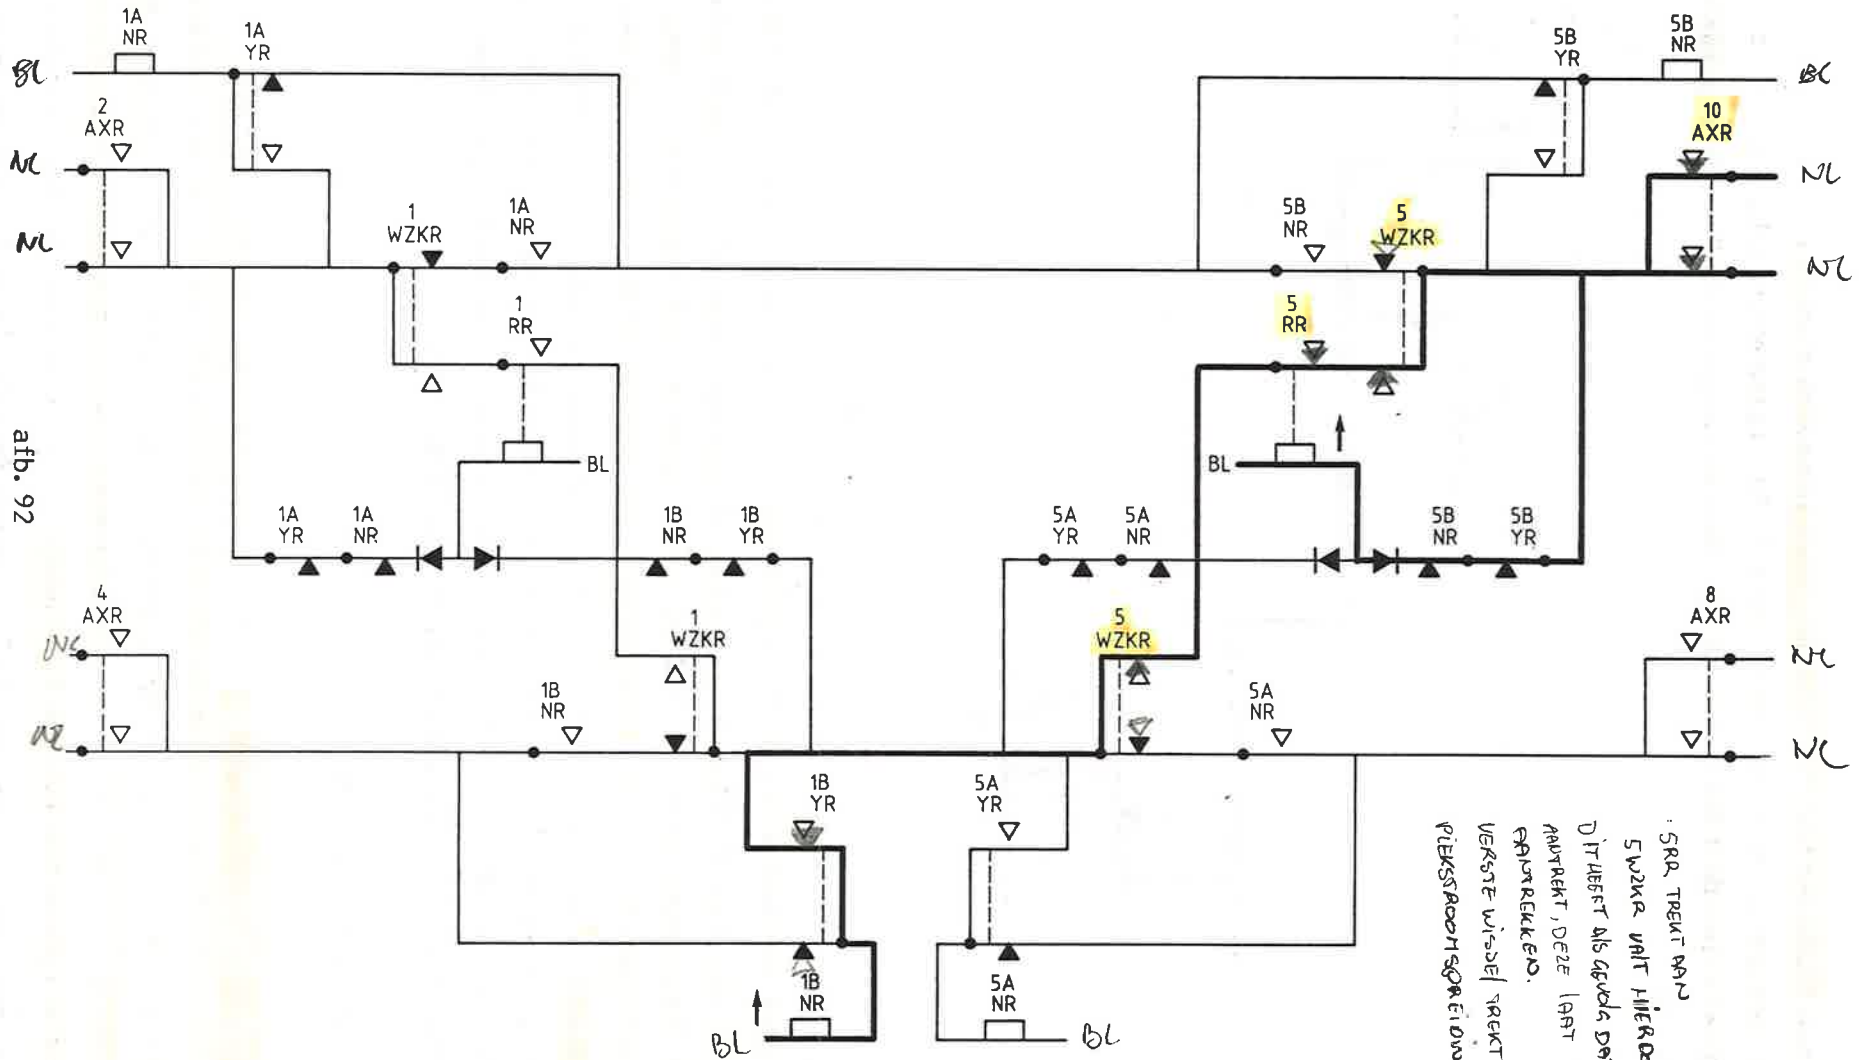 1A
NR
1A
YR
BL
2
AXR
NL
NL
1
WZKR
1A
NR
1
RR
BL
1A
YR
1A
NR
1B
NR
1B
YR
4
AXR
NL
NL
1
WZKR
1B
NR
1B
YR
1B
NR
BL
5B
YR
5B
NR
BL
10
AXR
NL
NL
5B
NR
5
WZKR
5
RR
BL
5A
YR
5A
NR
5B
NR
5B
YR
5
WZKR
5A
NR
8
AXR
NL
NL
5A
YR
5A
NR
BL
afb. 92
: 5RR TREKT AAN
5WZKR VALT HIERDO
DIT HEEFT ALS GEVOLG DA
AANTREKT, DEZE LAAT
AANTREKKEN.
VERSTE WISSEL TREKT
PIEKSTROOMSPREIDIN